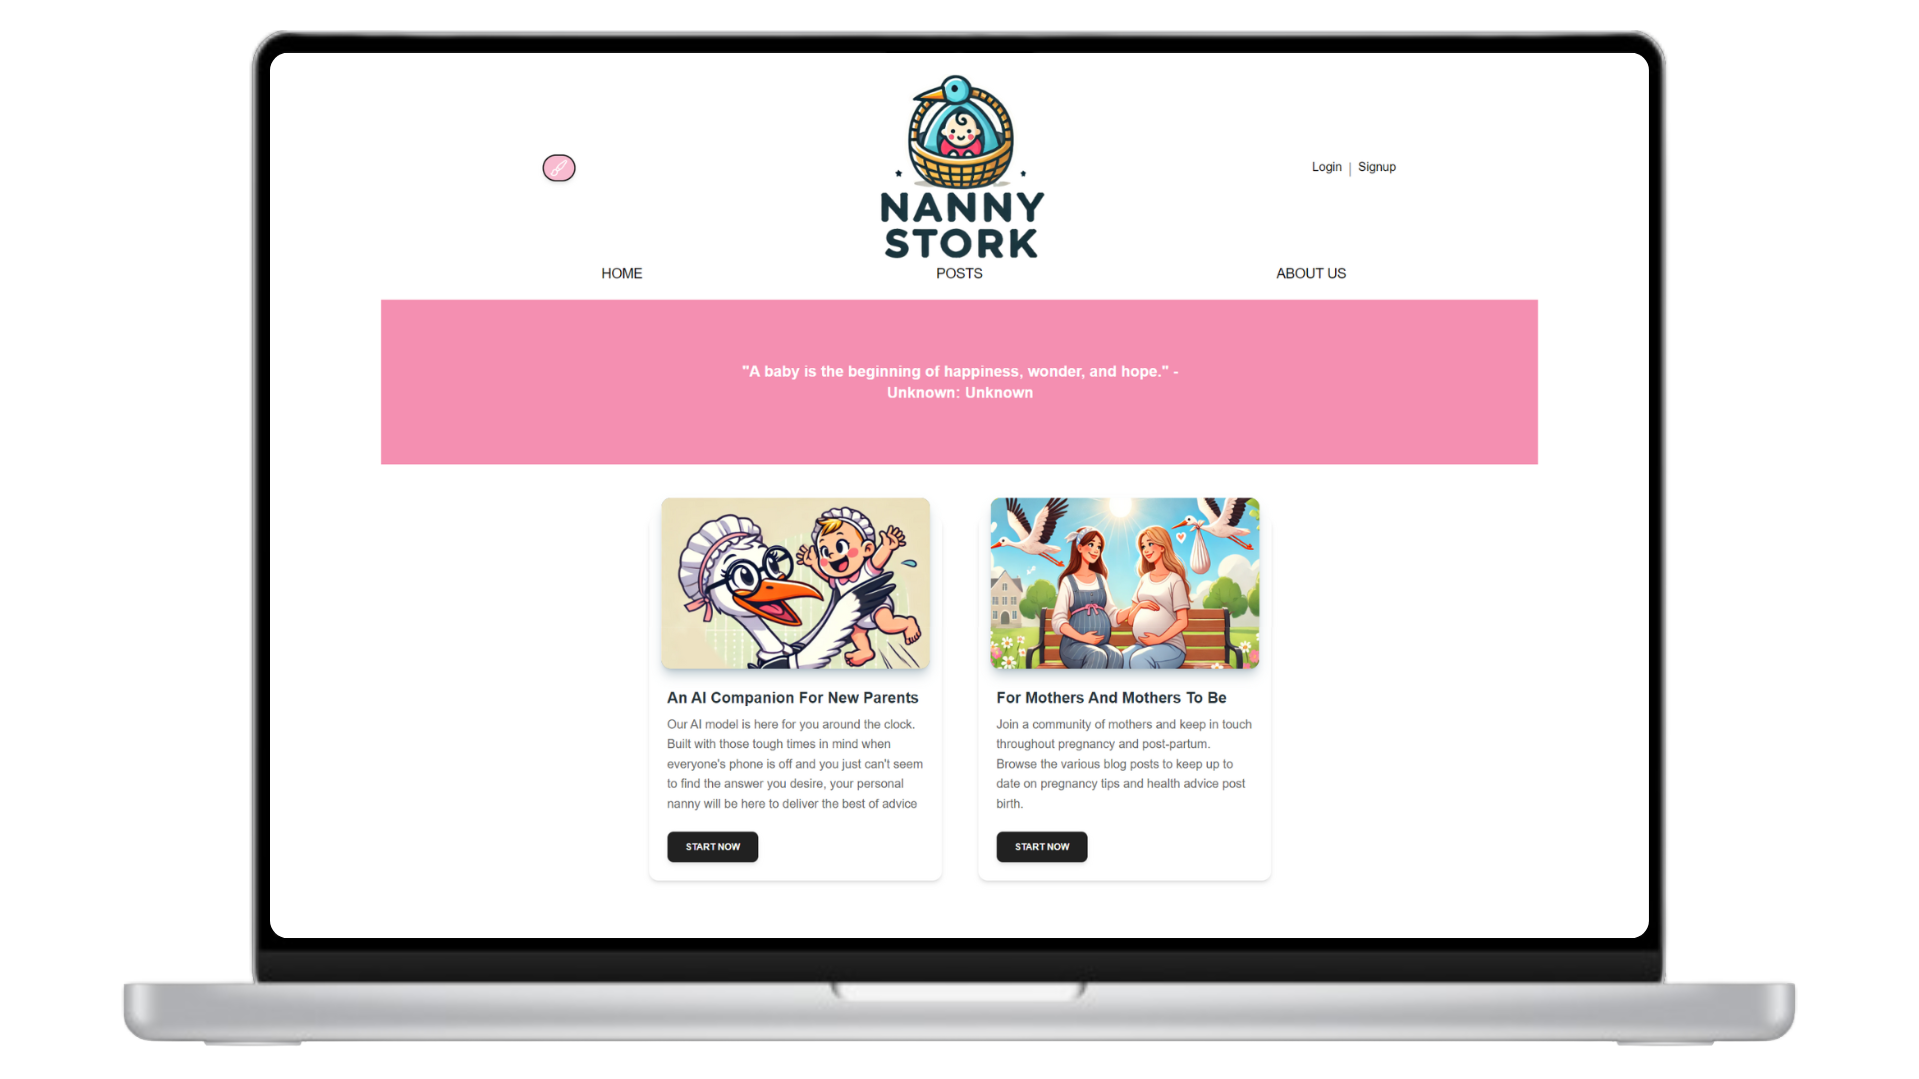 NANNY
STORK
Login | Signup
HOME
POSTS
ABOUT US
"A baby is the beginning of happiness, wonder, and hope." -
Unknown: Unknown
An AI Companion For New Parents
Our AI model is here for you around the clock.
Built with those tough times in mind when
everyone's phone is off and you just can't seem
to find the answer you desire, your personal
nanny will be here to deliver the best of advice
START NOW
For Mothers And Mothers To Be
Join a community of mothers and keep in touch
throughout pregnancy and post-partum.
Browse the various blog posts to keep up to
date on pregnancy tips and health advice post
birth.
START NOW